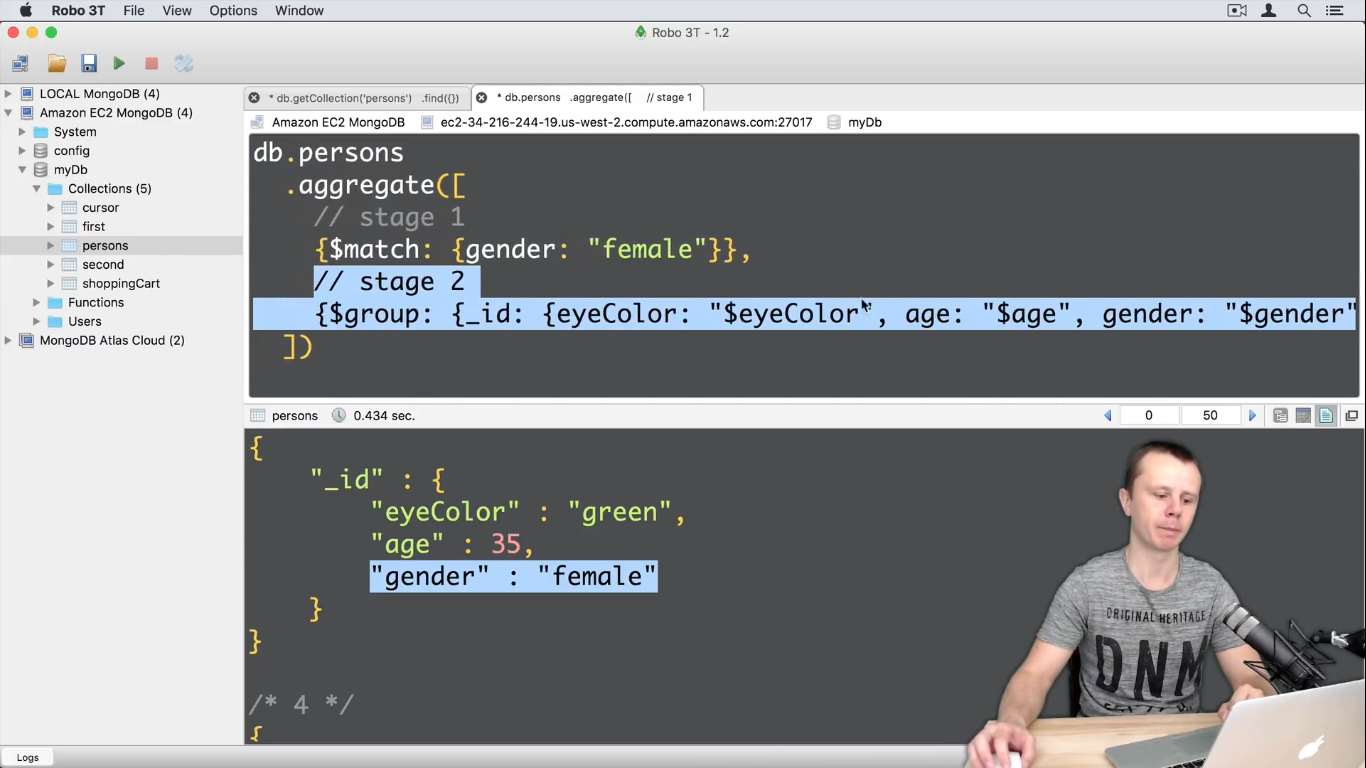 Robo 3T File View Options Window
Robo 3T - 1.2
LOCAL MongoDB (4)
Amazon EC2 MongoDB (4)
System
config
myDb
Collections (5)
cursor
first
persons
second
shoppingCart
Functions
Users
MongoDB Atlas Cloud (2)
* db.getCollection('persons') .find({}) * db.persons .aggregate([ // stage 1
Amazon EC2 MongoDB ec2-34-216-244-19.us-west-2.compute.amazonaws.com:27017 myDb
db.persons
.aggregate([
// stage 1
{$match: {gender: "female"}},
// stage 2
{$group: {_id: {eyeColor: "$eyeColor", age: "$age", gender: "$gender"
])
persons 0.434 sec. 0 50
{
"_id" : {
"eyeColor" : "green",
"age" : 35,
"gender" : "female"
}
}
/* 4 */
{
ORIGINAL HERITAGE
DNM
Logs